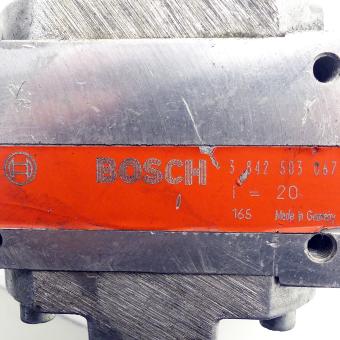 BOSCH 3 842 503 067
i = 20
165 Made in Germany